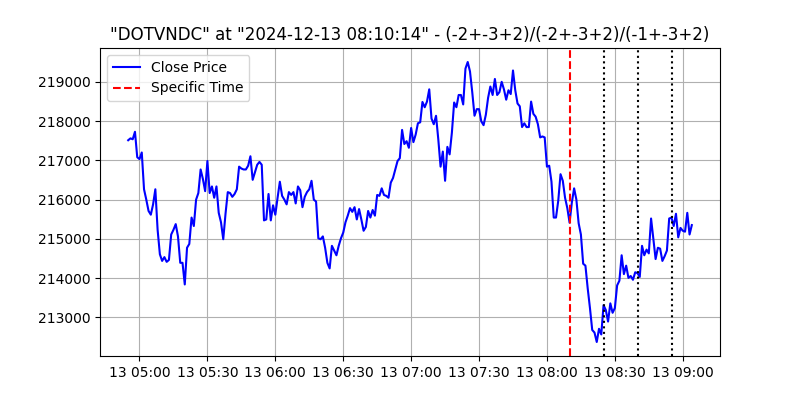 "DOTVNDC" at "2024-12-13 08:10:14" - (-2+-3+2)/(-2+-3+2)/(-1+-3+2)
Close Price
Specific Time
219000
218000
217000
216000
215000
214000
213000
13 05:00 13 05:30 13 06:00 13 06:30 13 07:00 13 07:30 13 08:00 13 08:30 13 09:00